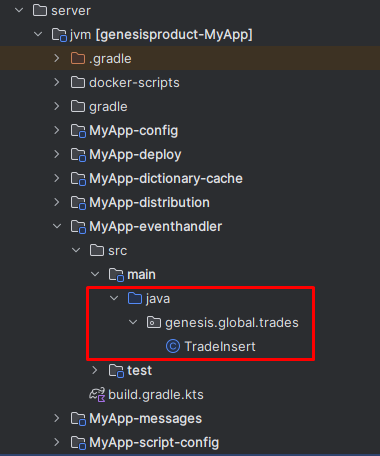 server
jvm [genesisproduct-MyApp]
.gradle
docker-scripts
gradle
MyApp-config
MyApp-deploy
MyApp-dictionary-cache
MyApp-distribution
MyApp-eventhandler
src
main
java
genesis.global.trades
C TradeInsert
test
build.gradle.kts
MyApp-messages
MyApp-script-config